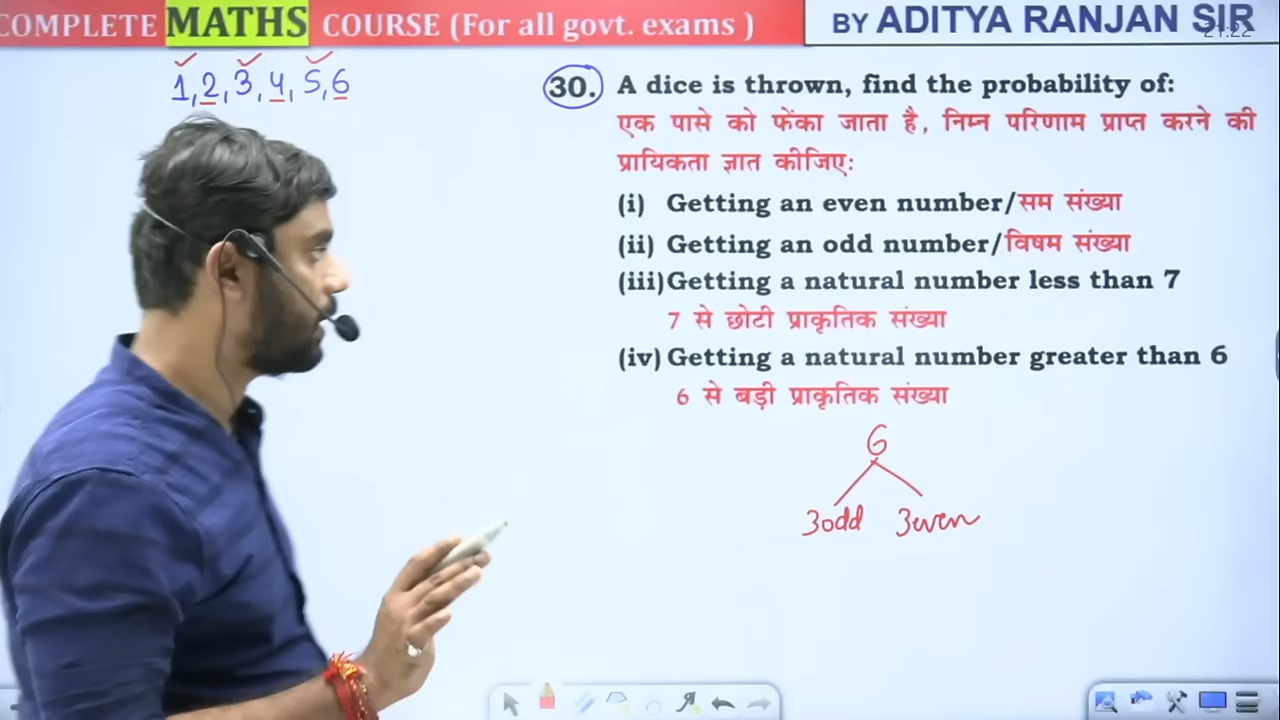 COMPLETE MATHS COURSE (For all govt. exams )
BY ADITYA RANJAN SIR
21:22
1, 2, 3, 4, 5, 6
30. A dice is thrown, find the probability of:
एक पासे को फेंका जाता है, निम्न परिणाम प्राप्त करने की
प्रायिकता ज्ञात कीजिए:
(i) Getting an even number/सम संख्या
(ii) Getting an odd number/विषम संख्या
(iii) Getting a natural number less than 7
7 से छोटी प्राकृतिक संख्या
(iv) Getting a natural number greater than 6
6 से बड़ी प्राकृतिक संख्या
6
3odd 3even